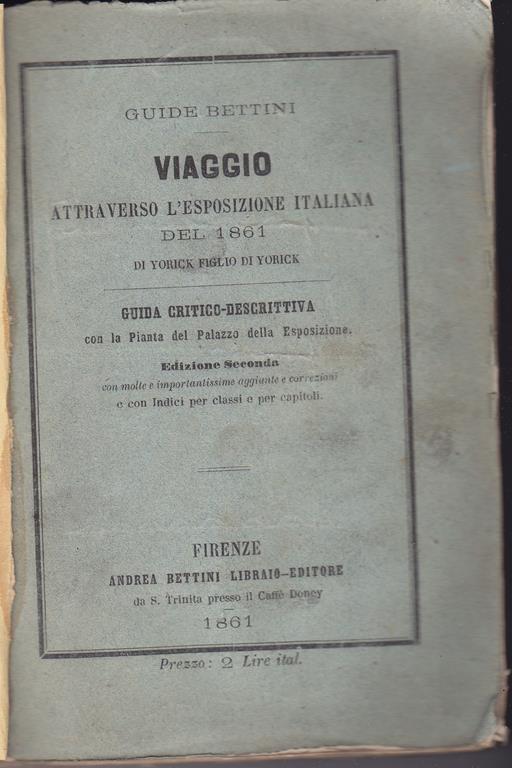 GUIDE BETTINI
VIAGGIO
ATTRAVERSO L'ESPOSIZIONE ITALIANA
DEL 1861
DI YORICK FIGLIO DI YORICK
GUIDA CRITICO-DESCRITTIVA
con la Pianta del Palazzo della Esposizione.
Edizione Seconda
con molte e importantissime aggiunte e correzioni
e con Indici per classi e per capitoli.
FIRENZE
ANDREA BETTINI LIBRAIO-EDITORE
da S. Trinita presso il Caffè Doney
1861
Prezzo: 2 Lire ital.